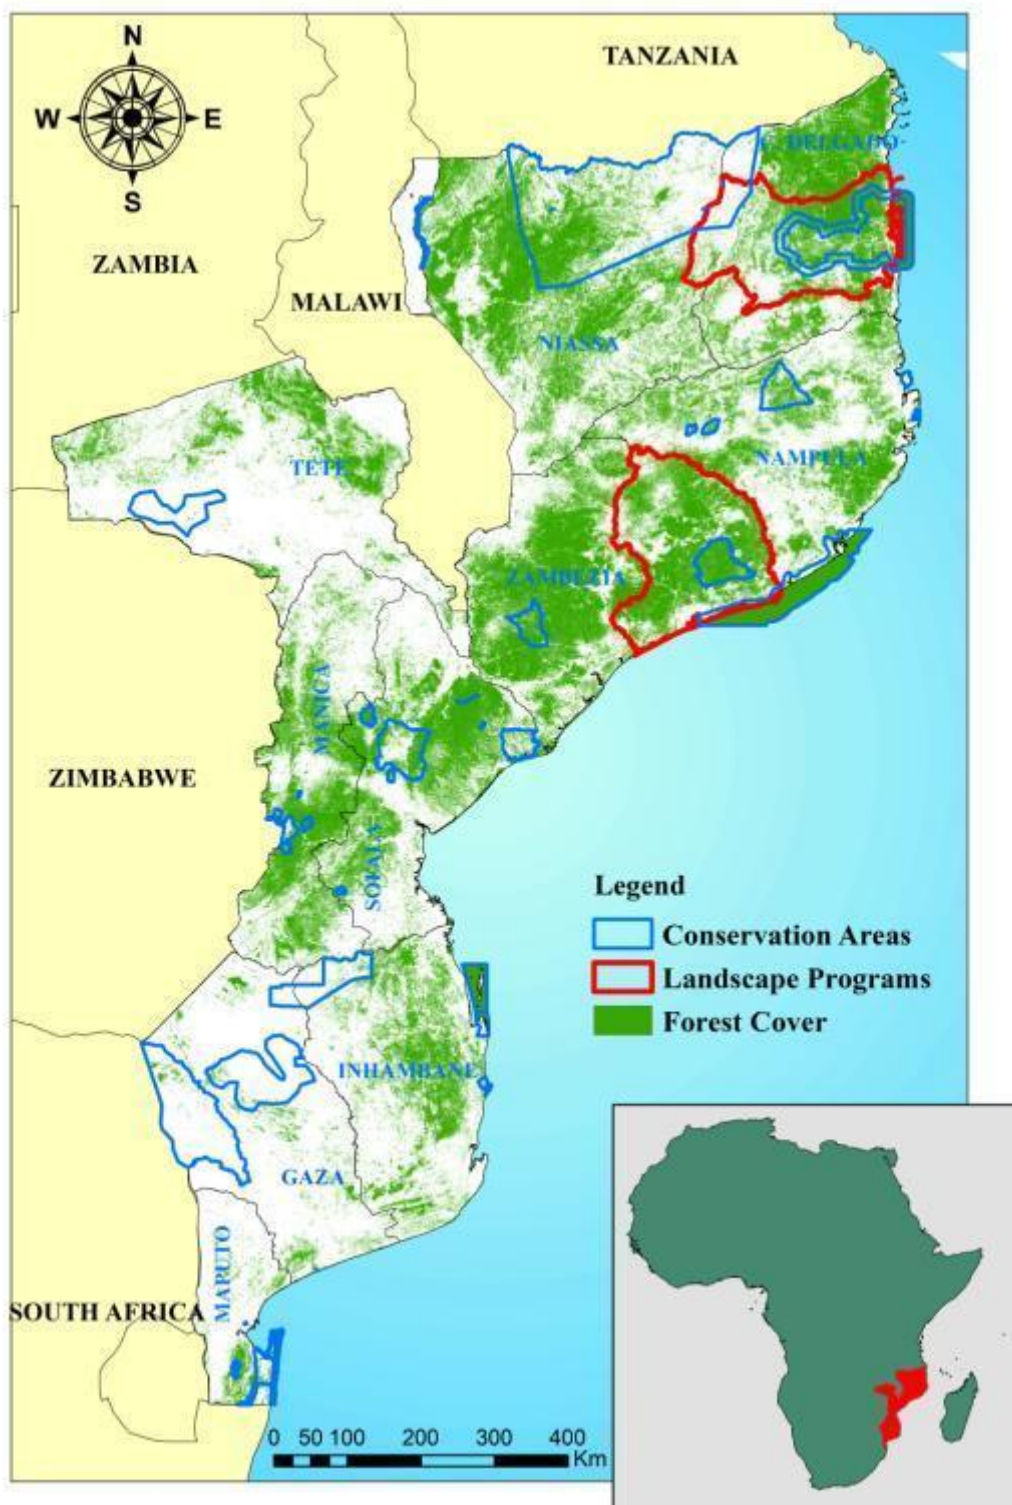 N
TANZANIA
W
E
C. DELGADO
S
ZAMBIA
MALAWI
NIASSA
NAMPULA
TETE
ZAMBEZIA
MANICA
ZIMBABWE
SOFALA
Legend
Conservation Areas
Landscape Programs
Forest Cover
INHAMBANE
GAZA
MAPUTO
SOUTH AFRICA
0 50 100 200 300 400
Km